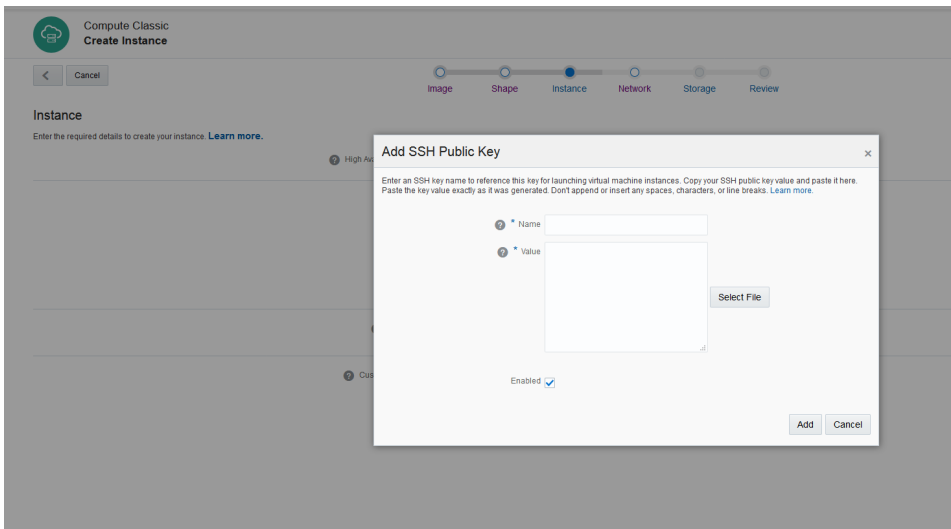 Compute Classic
Create Instance
Cancel
Image Shape Instance Network Storage Review
Instance
Enter the required details to create your instance. Learn more.
High Ava
Add SSH Public Key
Enter an SSH key name to reference this key for launching virtual machine instances. Copy your SSH public key value and paste it here.
Paste the key value exactly as it was generated. Don't append or insert any spaces, characters, or line breaks. Learn more.
* Name
* Value
Select File
Cus
Enabled
Add Cancel